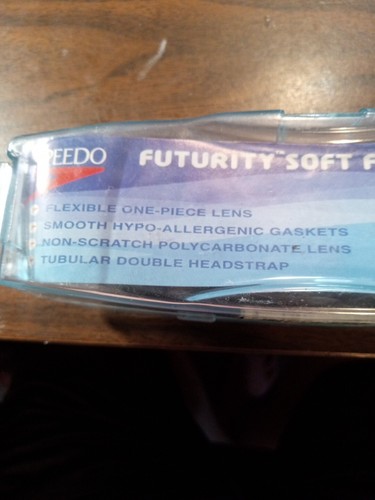 PEEDO FUTURITY SOFT F
FLEXIBLE ONE-PIECE LENS
SMOOTH HYPO-ALLERGENIC GASKETS
NON-SCRATCH POLYCARBONATE LENS
TUBULAR DOUBLE HEADSTRAP